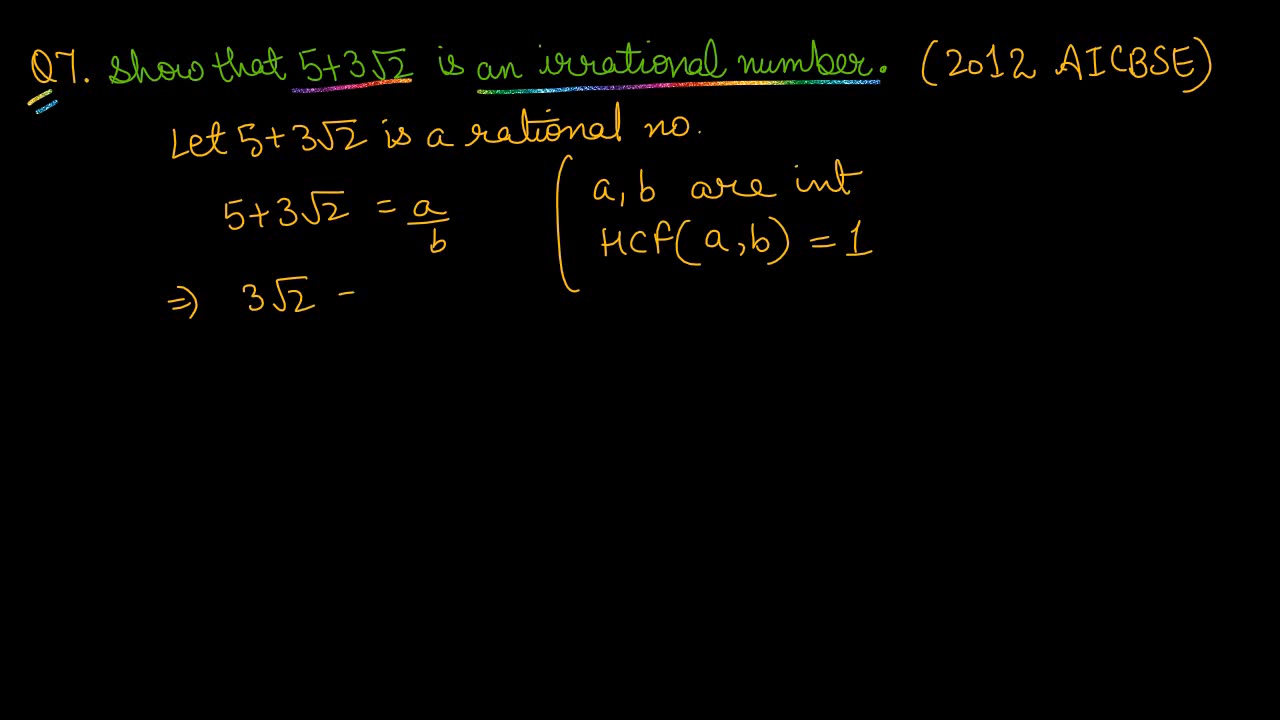 Q7. Show that 5+3√2 is an irrational number. (2012 AICBSE)
Let 5+3√2 is a rational no.
5+3√2 = a/b
a, b are int
HCF(a,b) = 1
⇒ 3√2 -